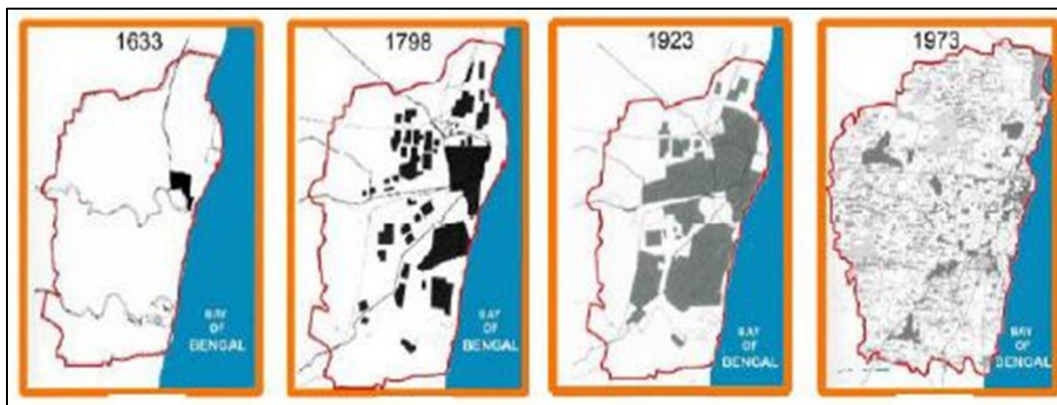 1633
BAY
OF
BENGAL
1798
BAY
OF
BENGAL
1923
BAY
OF
BENGAL
1973
BAY
OF
BENGAL